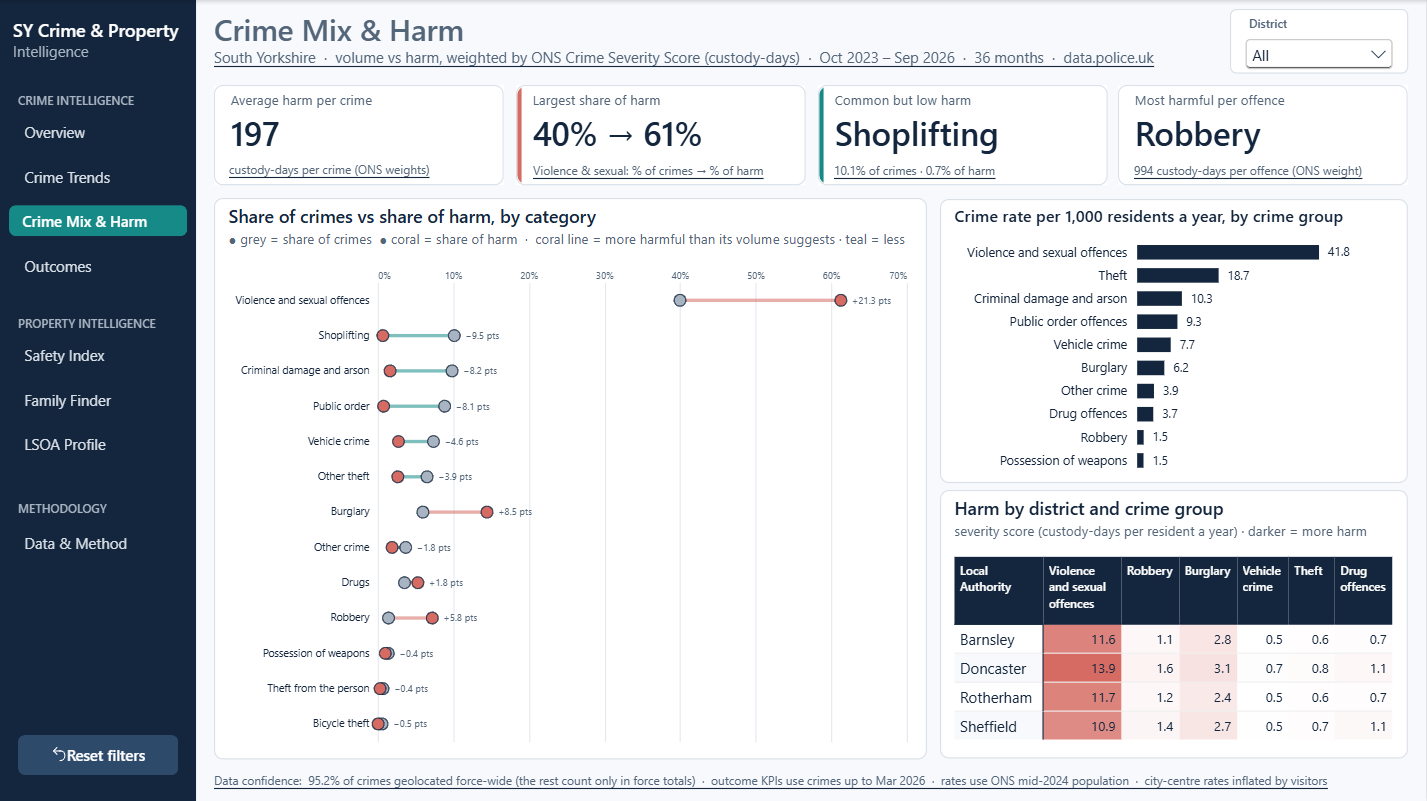 SY Crime & Property
Intelligence
CRIME INTELLIGENCE
Overview
Crime Trends
Crime Mix & Harm
Outcomes
PROPERTY INTELLIGENCE
Safety Index
Family Finder
LSOA Profile
METHODOLOGY
Data & Method
Reset filters
Crime Mix & Harm
South Yorkshire · volume vs harm, weighted by ONS Crime Severity Score (custody-days) · Oct 2023 – Sep 2026 · 36 months · data.police.uk
District
All
Average harm per crime
197
custody-days per crime (ONS weights)
Largest share of harm
40% → 61%
Violence & sexual: % of crimes → % of harm
Common but low harm
Shoplifting
10.1% of crimes · 0.7% of harm
Most harmful per offence
Robbery
994 custody-days per offence (ONS weight)
Share of crimes vs share of harm, by category
● grey = share of crimes ● coral = share of harm · coral line = more harmful than its volume suggests · teal = less
0% 10% 20% 30% 40% 50% 60% 70%
Violence and sexual offences +21.3 pts
Shoplifting −9.5 pts
Criminal damage and arson −8.2 pts
Public order −8.1 pts
Vehicle crime −4.6 pts
Other theft −3.9 pts
Burglary +8.5 pts
Other crime −1.8 pts
Drugs +1.8 pts
Robbery +5.8 pts
Possession of weapons −0.4 pts
Theft from the person −0.4 pts
Bicycle theft −0.5 pts
Crime rate per 1,000 residents a year, by crime group
Violence and sexual offences 41.8
Theft 18.7
Criminal damage and arson 10.3
Public order offences 9.3
Vehicle crime 7.7
Burglary 6.2
Other crime 3.9
Drug offences 3.7
Robbery 1.5
Possession of weapons 1.5
Harm by district and crime group
severity score (custody-days per resident a year) · darker = more harm
Local Violence Robbery Burglary Vehicle Theft Drug
Authority and sexual crime offences
offences
Barnsley 11.6 1.1 2.8 0.5 0.6 0.7
Doncaster 13.9 1.6 3.1 0.7 0.8 1.1
Rotherham 11.7 1.2 2.4 0.5 0.6 0.7
Sheffield 10.9 1.4 2.7 0.5 0.7 1.1
Data confidence: 95.2% of crimes geolocated force-wide (the rest count only in force totals) · outcome KPIs use crimes up to Mar 2026 · rates use ONS mid-2024 population · city-centre rates inflated by visitors